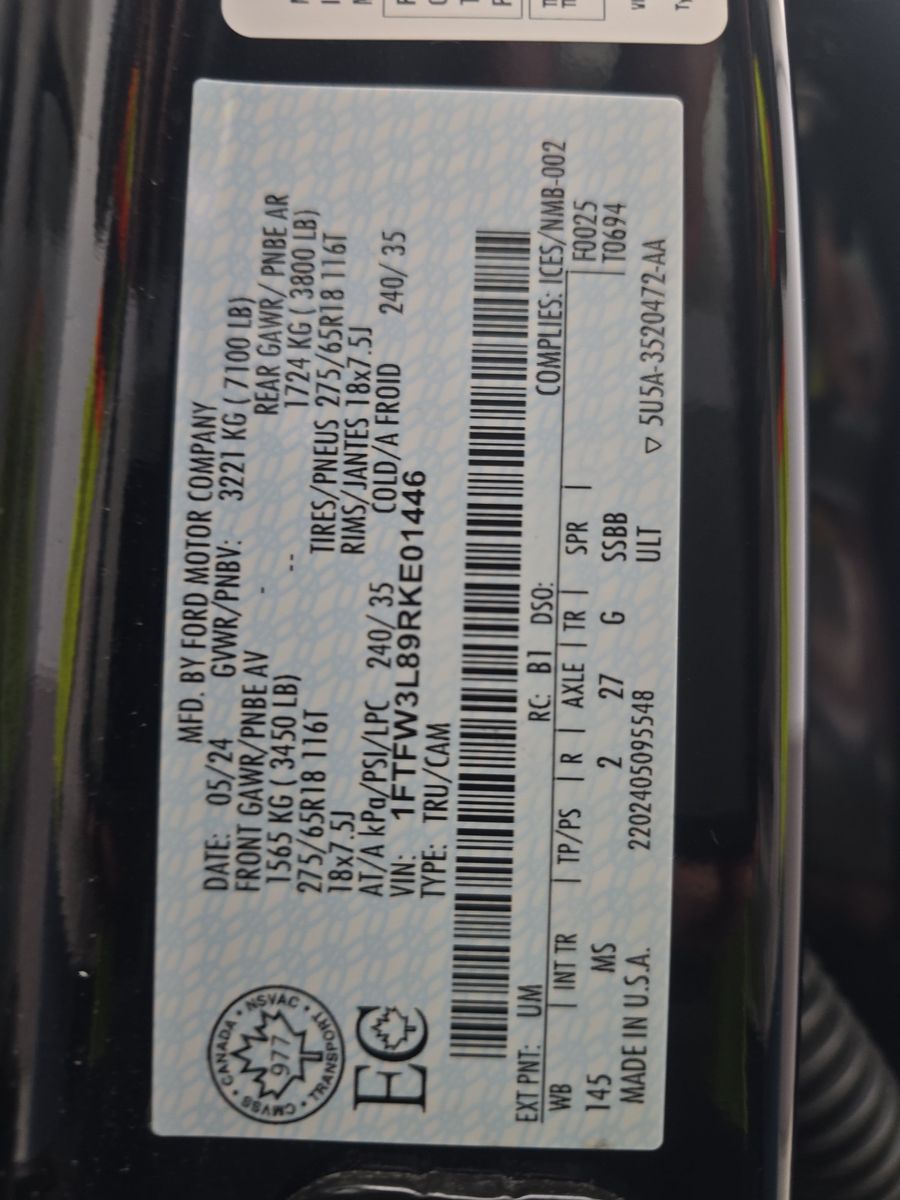 MFD. BY FORD MOTOR COMPANY
DATE: 05/24 GVWR/PNBV: 3221 KG ( 7100 LB)
FRONT GAWR/PNBE AV - REAR GAWR/ PNBE AR
1565 KG ( 3450 LB) -- 1724 KG ( 3800 LB)
275/65R18 116T TIRES/PNEUS 275/65R18 116T
18x7.5J RIMS/JANTES 18x7.5J
AT/A kPa/PSI/LPC 240/ 35 COLD/A FROID 240/ 35
VIN: 1FTFW3L89RKE01446
TYPE: TRU/CAM
CANADA • NSVAC • TRANSPORT • CMVSS •
977
EC
COMPLIES: ICES/NMB-002
EXT PNT: UM RC: B1 DSO: F0025
WB | INT TR | TP/PS | R | AXLE | TR | SPR | T0694
145 MS 2 27 G SSBB
MADE IN U.S.A. 2202405095548 ULT ▽ 5U5A-3520472-AA